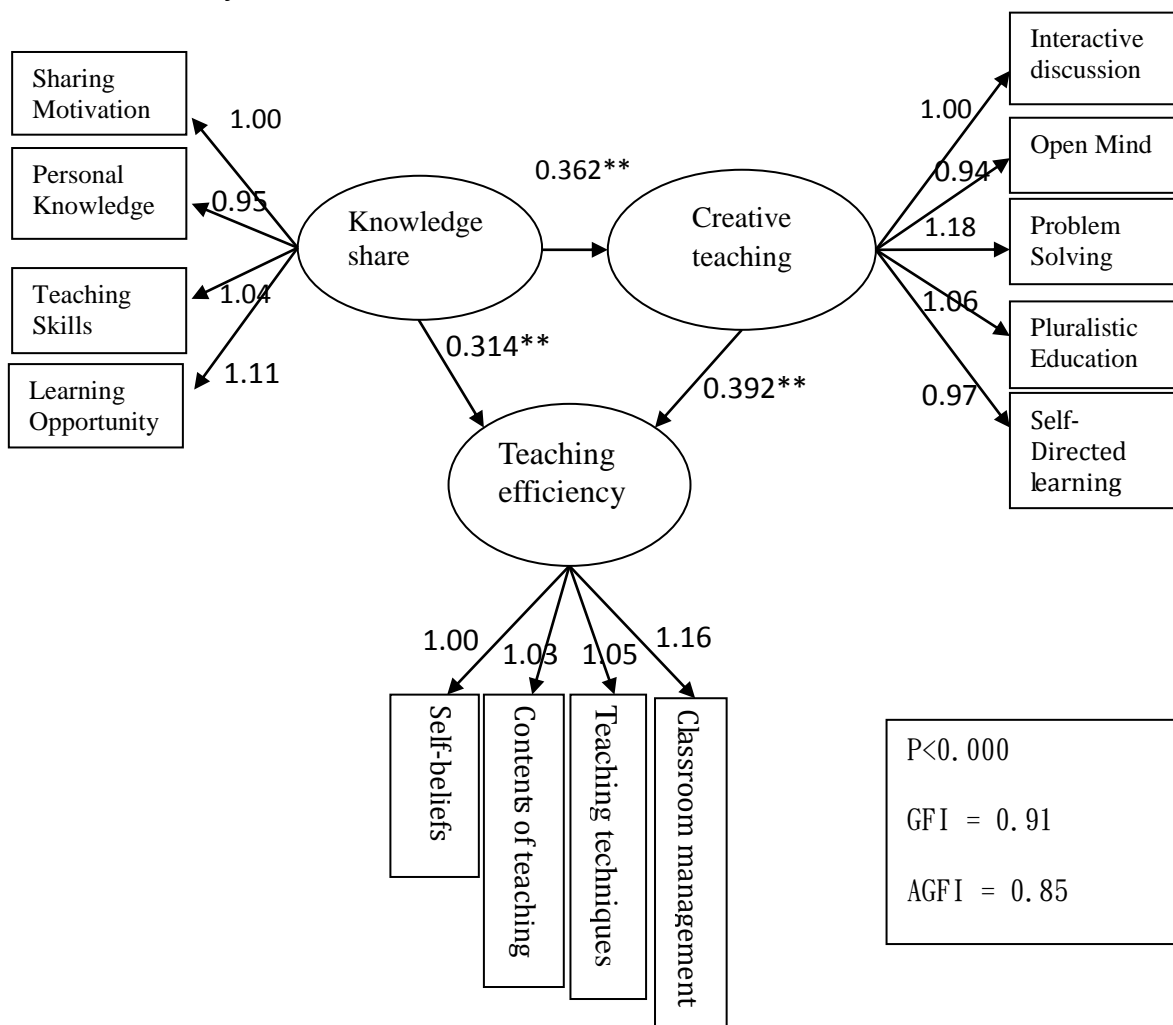 Sharing
Motivation
1.00
Personal
Knowledge
0.95
Teaching
Skills
1.04
Learning
Opportunity
1.11
Knowledge
share
0.362**
Creative
teaching
0.314**
0.392**
Teaching
efficiency
Interactive
discussion
1.00
Open Mind
0.94
Problem
Solving
1.18
Pluralistic
Education
1.06
Self-
Directed
learning
0.97
1.00
1.03
1.05
1.16
Self-beliefs
Contents of teaching
Teaching techniques
Classroom management
P<0.000
GFI = 0.91
AGFI = 0.85